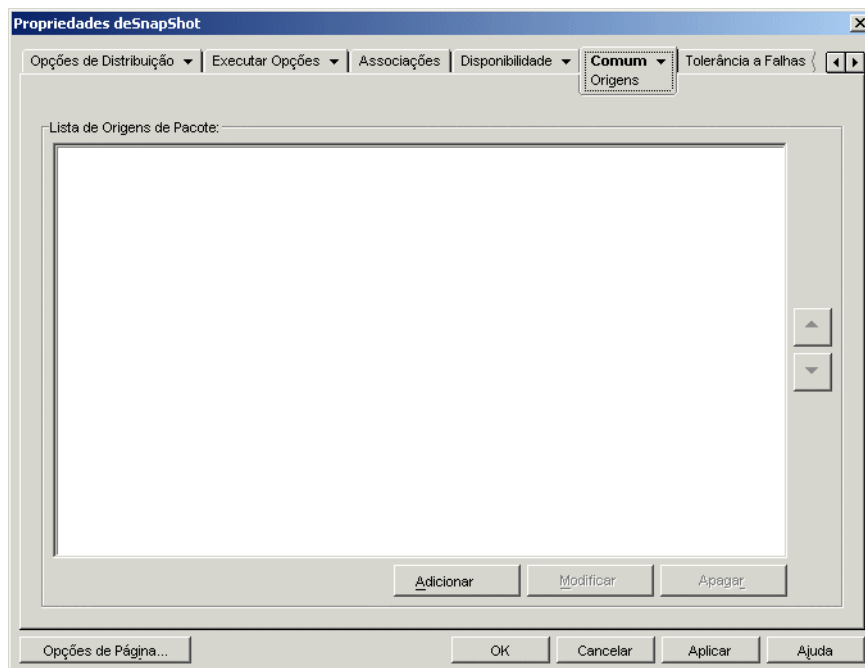 Propriedades deSnapShot
Opções de Distribuição
Executar Opções
Associações
Disponibilidade
Comum
Tolerância a Falhas
Origens
Lista de Origens de Pacote:
Adicionar
Modificar
Apagar
Opções de Página...
OK
Cancelar
Aplicar
Ajuda